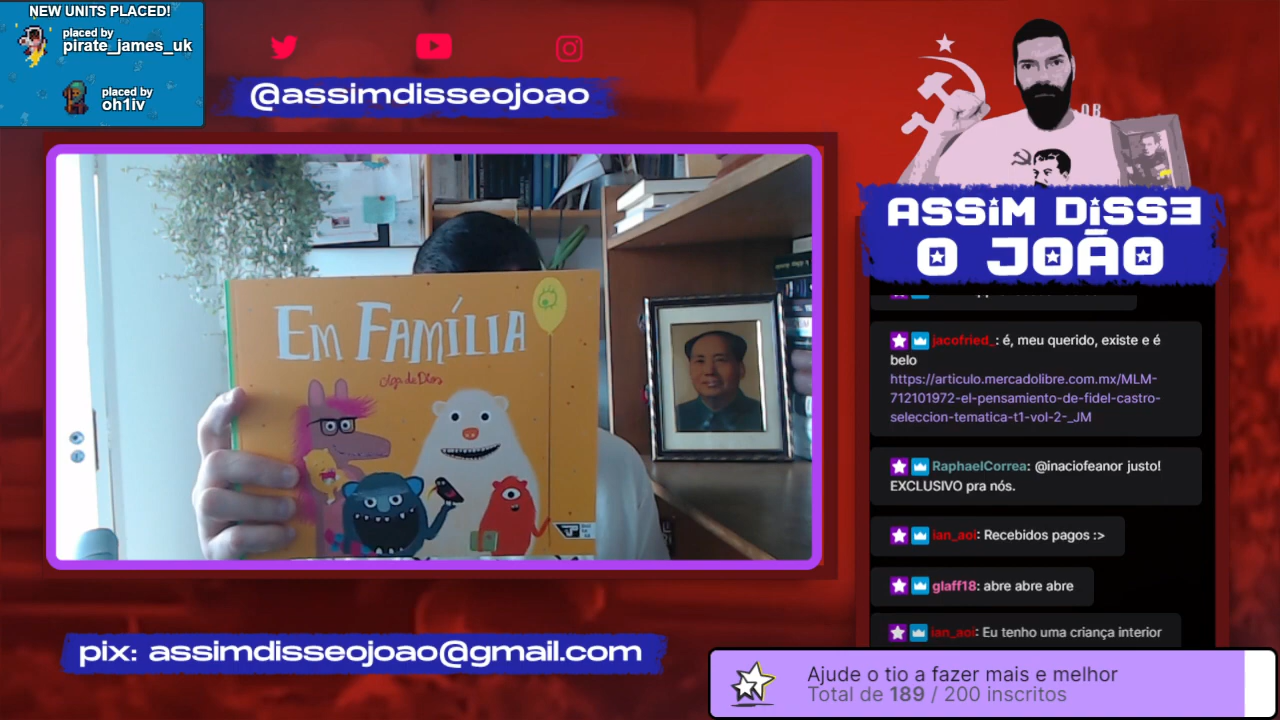 NEW UNITS PLACED!
placed by
pirate_james_uk
placed by
oh1iv
@assimdisseojoao
EM FAMÍLIA
Olga de Dios
ASSiM DiSSE
O JOÃO
jacofried_: é, meu querido, existe e é
belo
https://articulo.mercadolibre.com.mx/MLM-
712101972-el-pensamiento-de-fidel-castro-
seleccion-tematica-t1-vol-2-_JM
RaphaelCorrea: @inaciofeanor justo!
EXCLUSIVO pra nós.
ian_aoi: Recebidos pagos :>
glaff18: abre abre abre
ian_aoi: Eu tenho uma criança interior
pix: assimdisseojoao@gmail.com
Ajude o tio a fazer mais e melhor
Total de 189 / 200 inscritos